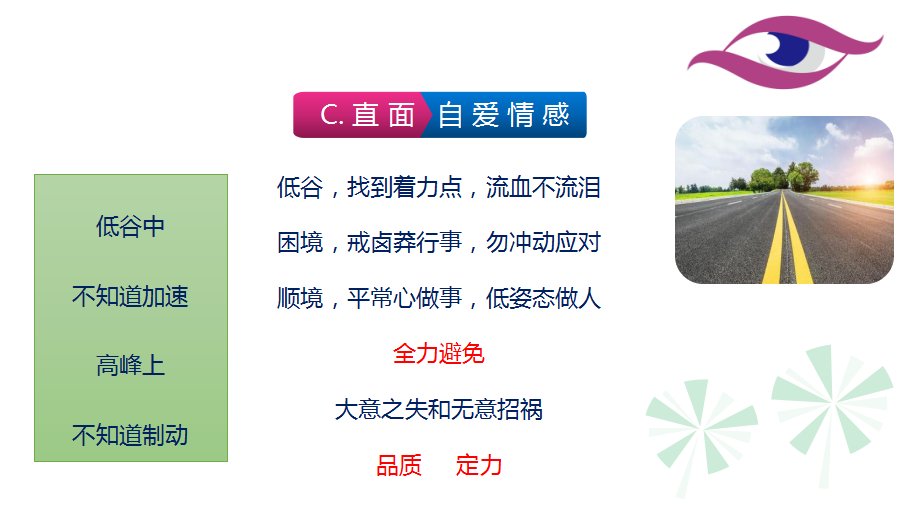 C. 直面 自爱情感
低谷中
不知道加速
高峰上
不知道制动
低谷，找到着力点，流血不流泪
困境，戒卤莽行事，勿冲动应对
顺境，平常心做事，低姿态做人
全力避免
大意之失和无意招祸
品质 定力